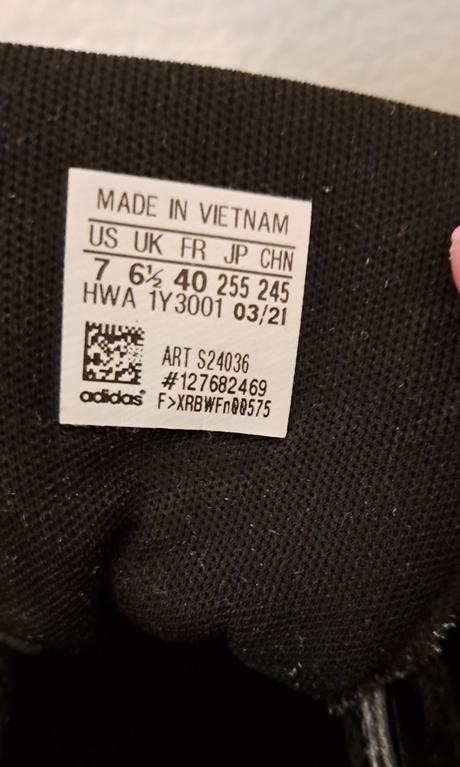 MADE IN VIETNAM
US UK FR JP CHN
7 6½ 40 255 245
HWA 1Y3001 03/21
ART S24036
#127682469
adidas® F>XRBWFn00575